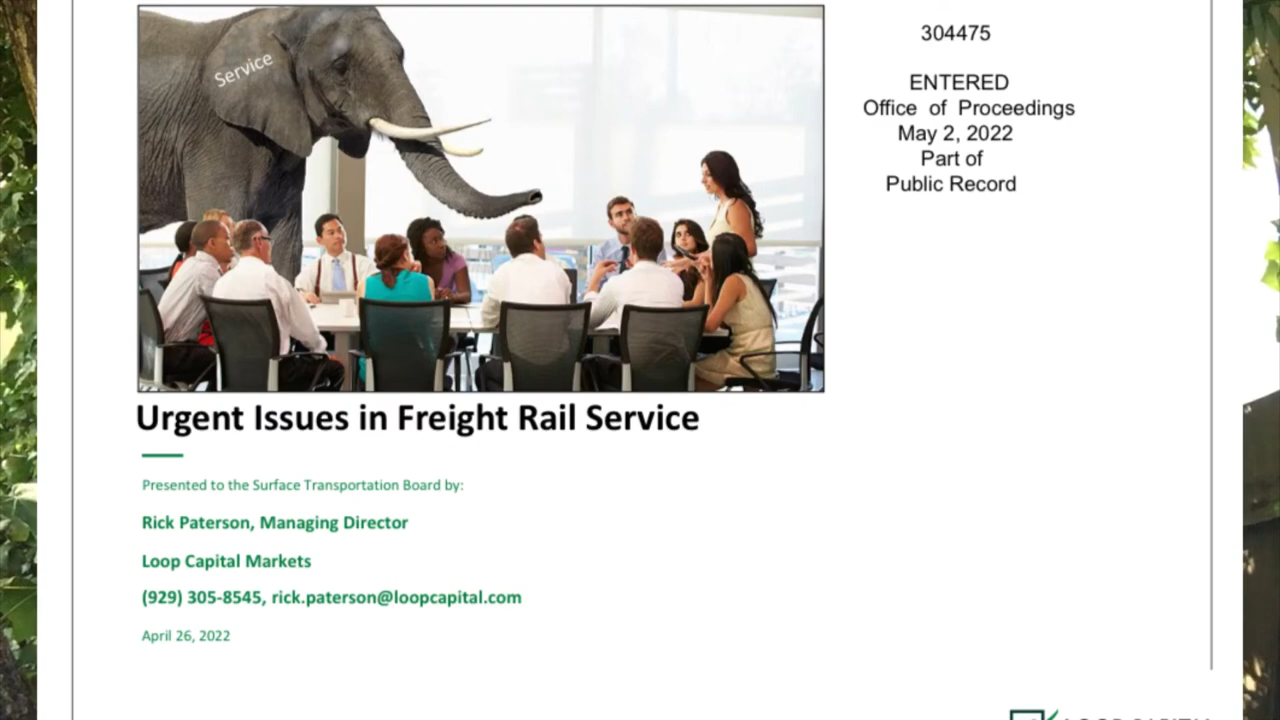 Service
304475
ENTERED
Office of Proceedings
May 2, 2022
Part of
Public Record
Urgent Issues in Freight Rail Service
Presented to the Surface Transportation Board by:
Rick Paterson, Managing Director
Loop Capital Markets
(929) 305-8545, rick.paterson@loopcapital.com
April 26, 2022